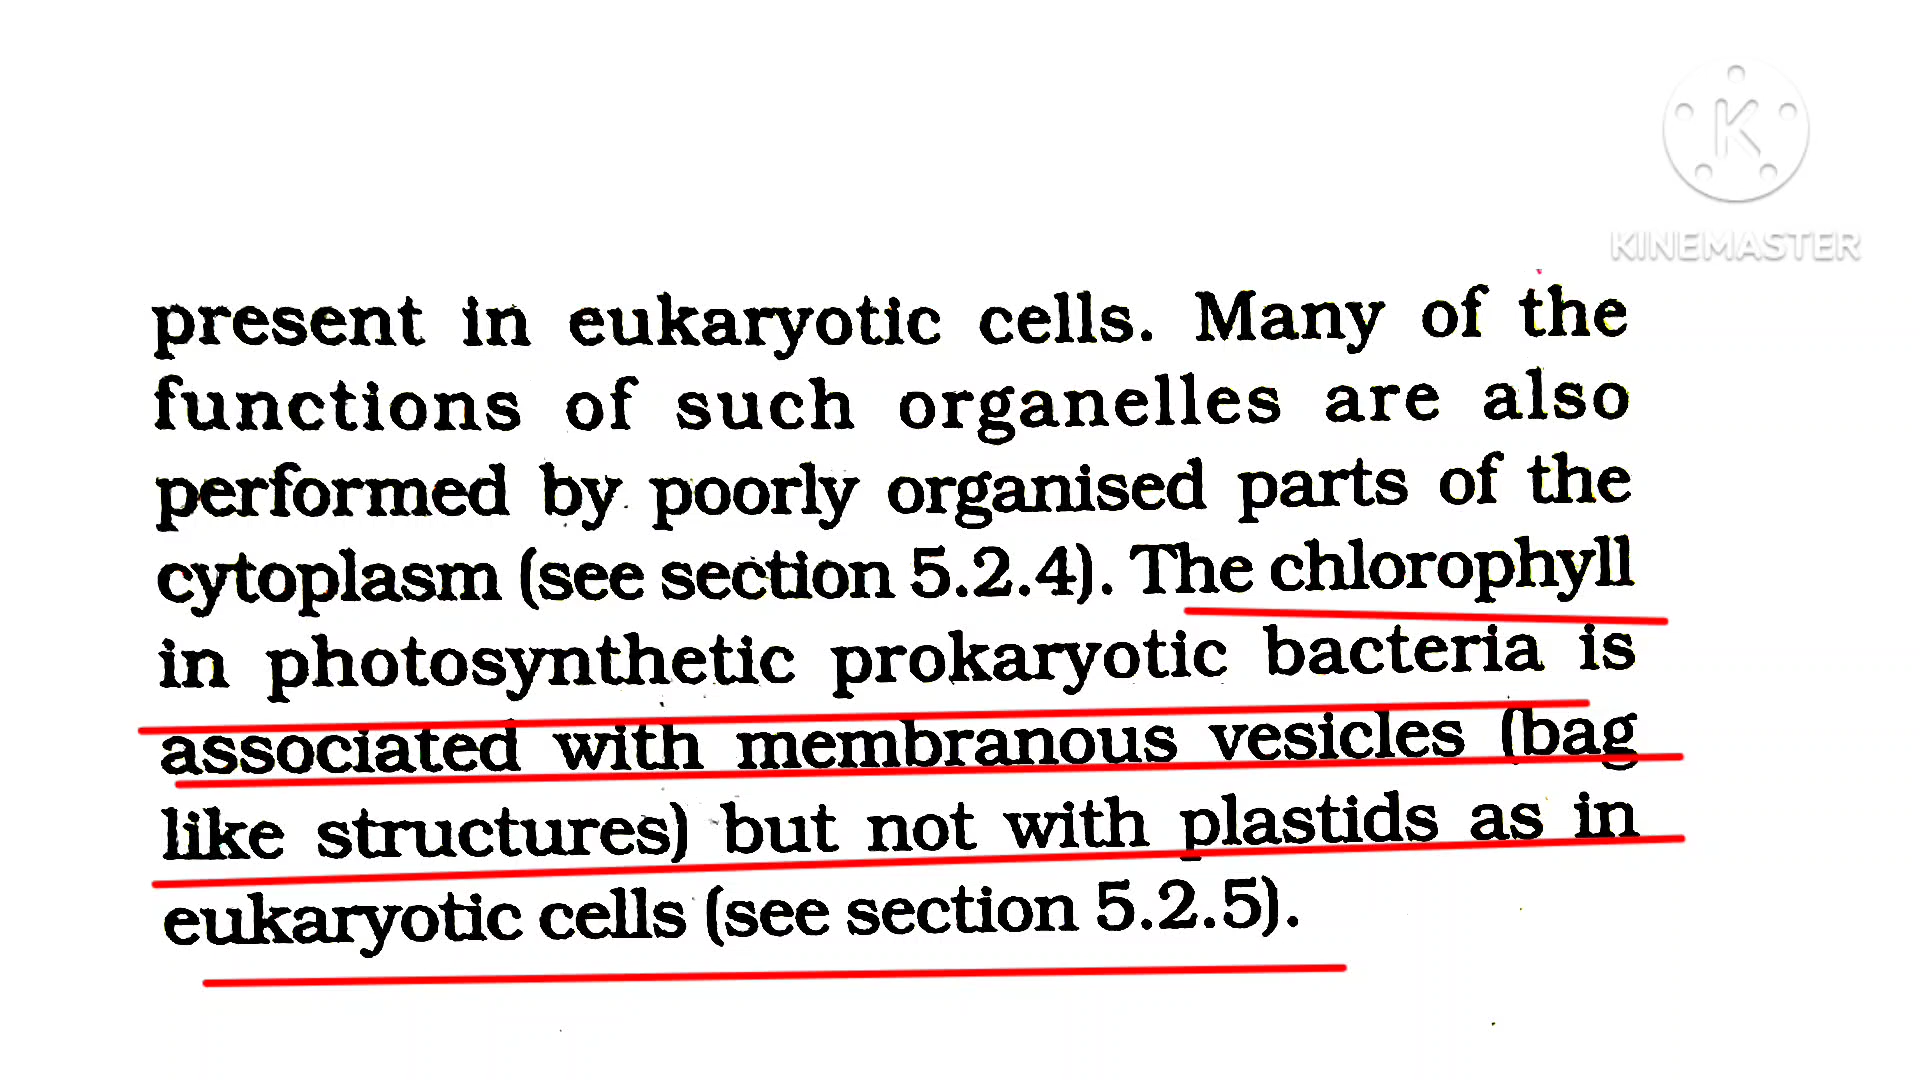 KINEMASTER
present in eukaryotic cells. Many of the
functions of such organelles are also
performed by poorly organised parts of the
cytoplasm (see section 5.2.4). The chlorophyll
in photosynthetic prokaryotic bacteria is
associated with membranous vesicles (bag
like structures) but not with plastids as in
eukaryotic cells (see section 5.2.5).